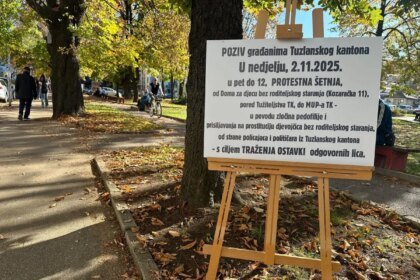 POZIV građanima Tuzlanskog kantona
U nedjelju, 2.11.2025.
u pet do 12, PROTESTNA ŠETNJA,
od Doma za djecu bez roditeljskog staranja (Kozaračka 11),
pored Tužiteljstva TK, do MUP-a TK -
u povodu zločina pedofilije i
prisiljavanja na prostituciju djevojčica bez roditeljskog staranja,
od strane policajaca i političara iz Tuzlanskog kantona
- s ciljem TRAŽENJA OSTAVKI odgovornih lica.